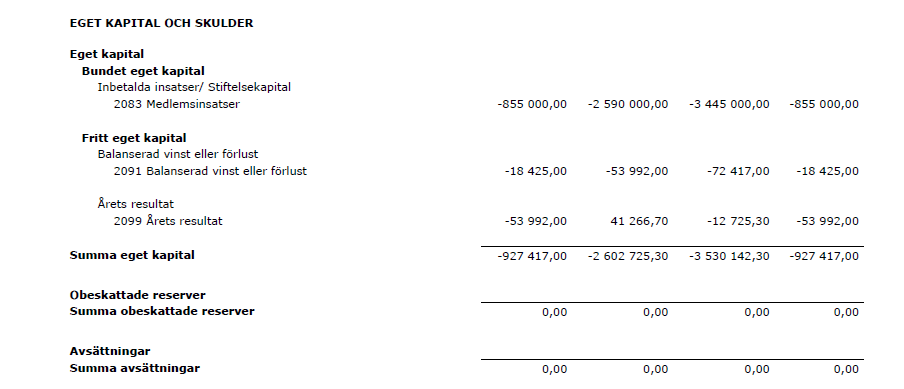 EGET KAPITAL OCH SKULDER
Eget kapital
Bundet eget kapital
Inbetalda insatser/ Stiftelsekapital
2083 Medlemsinsatser -855 000,00 -2 590 000,00 -3 445 000,00 -855 000,00
Fritt eget kapital
Balanserad vinst eller förlust
2091 Balanserad vinst eller förlust -18 425,00 -53 992,00 -72 417,00 -18 425,00
Årets resultat
2099 Årets resultat -53 992,00 41 266,70 -12 725,30 -53 992,00
Summa eget kapital -927 417,00 -2 602 725,30 -3 530 142,30 -927 417,00
Obeskattade reserver
Summa obeskattade reserver 0,00 0,00 0,00 0,00
Avsättningar
Summa avsättningar 0,00 0,00 0,00 0,00